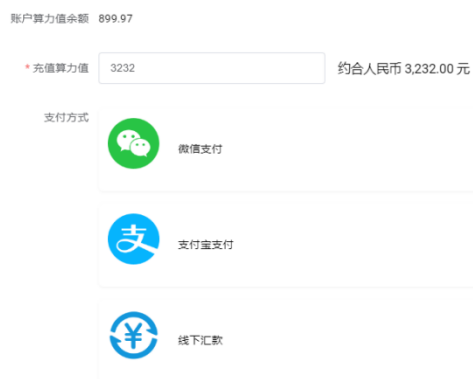 账户算力值余额 899.97
* 充值算力值 3232 约合人民币 3,232.00 元
支付方式
微信支付
支 支付宝支付
¥ 线下汇款